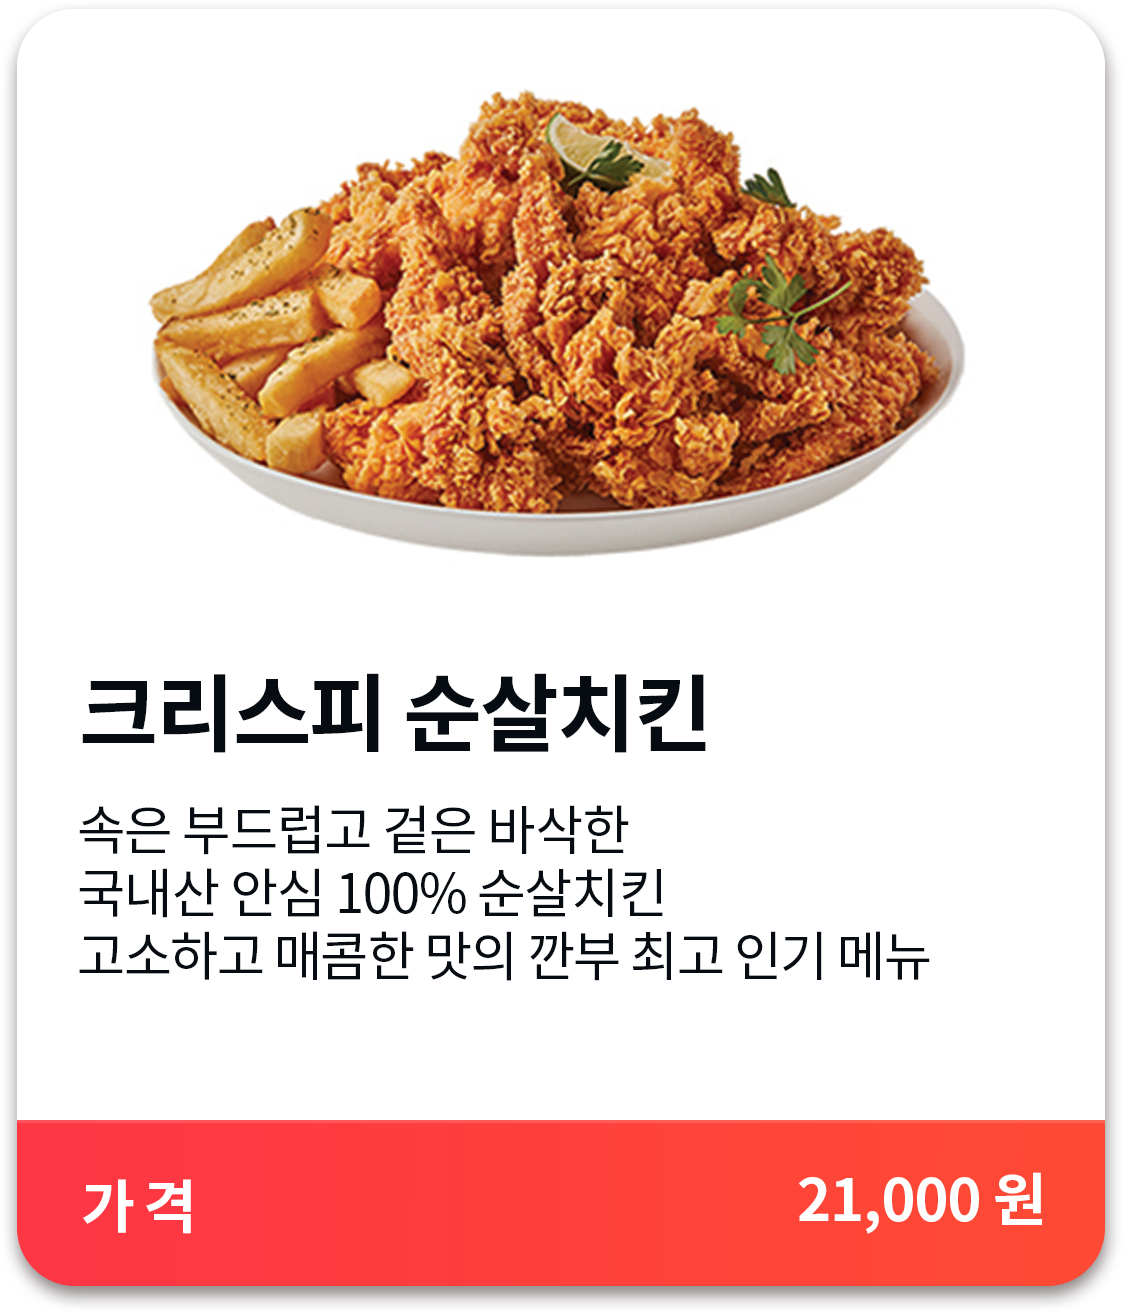 크리스피 순살치킨
속은 부드럽고 겉은 바삭한
국내산 안심 100% 순살치킨
고소하고 매콤한 맛의 깐부 최고 인기 메뉴
가 격 21,000 원